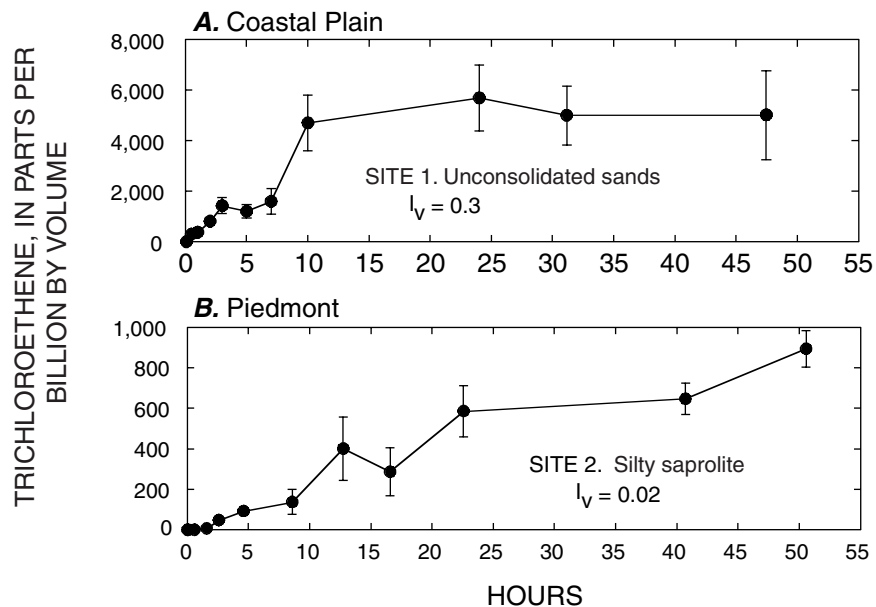 A. Coastal Plain
8,000
6,000
4,000
2,000
0
SITE 1. Unconsolidated sands
Iv = 0.3
0 5 10 15 20 25 30 35 40 45 50 55
B. Piedmont
1,000
800
600
400
200
0
SITE 2. Silty saprolite
Iv = 0.02
0 5 10 15 20 25 30 35 40 45 50 55
HOURS
TRICHLOROETHENE, IN PARTS PER
BILLION BY VOLUME